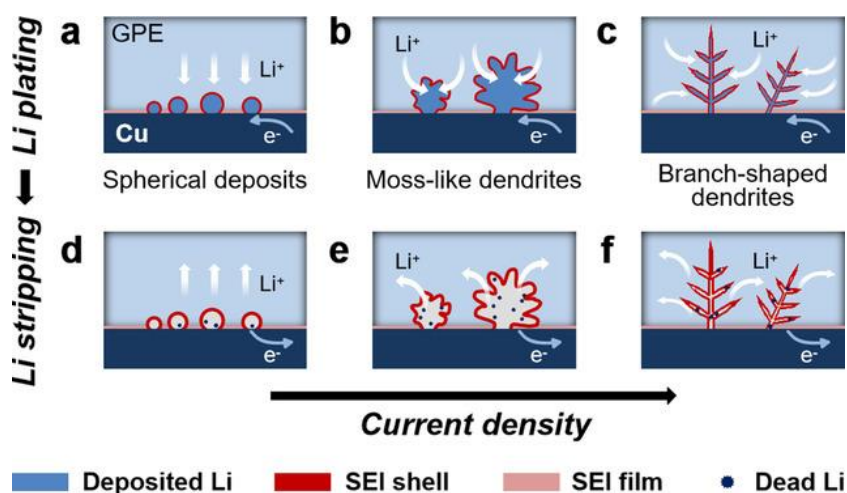 Li plating
Li stripping
a
GPE
Li⁺
Cu
e⁻
Spherical deposits
b
Li⁺
e⁻
Moss-like dendrites
c
Li⁺
e⁻
Branch-shaped
dendrites
d
Li⁺
e⁻
e
Li⁺
e⁻
f
Li⁺
e⁻
Current density
Deposited Li
SEI shell
SEI film
Dead Li